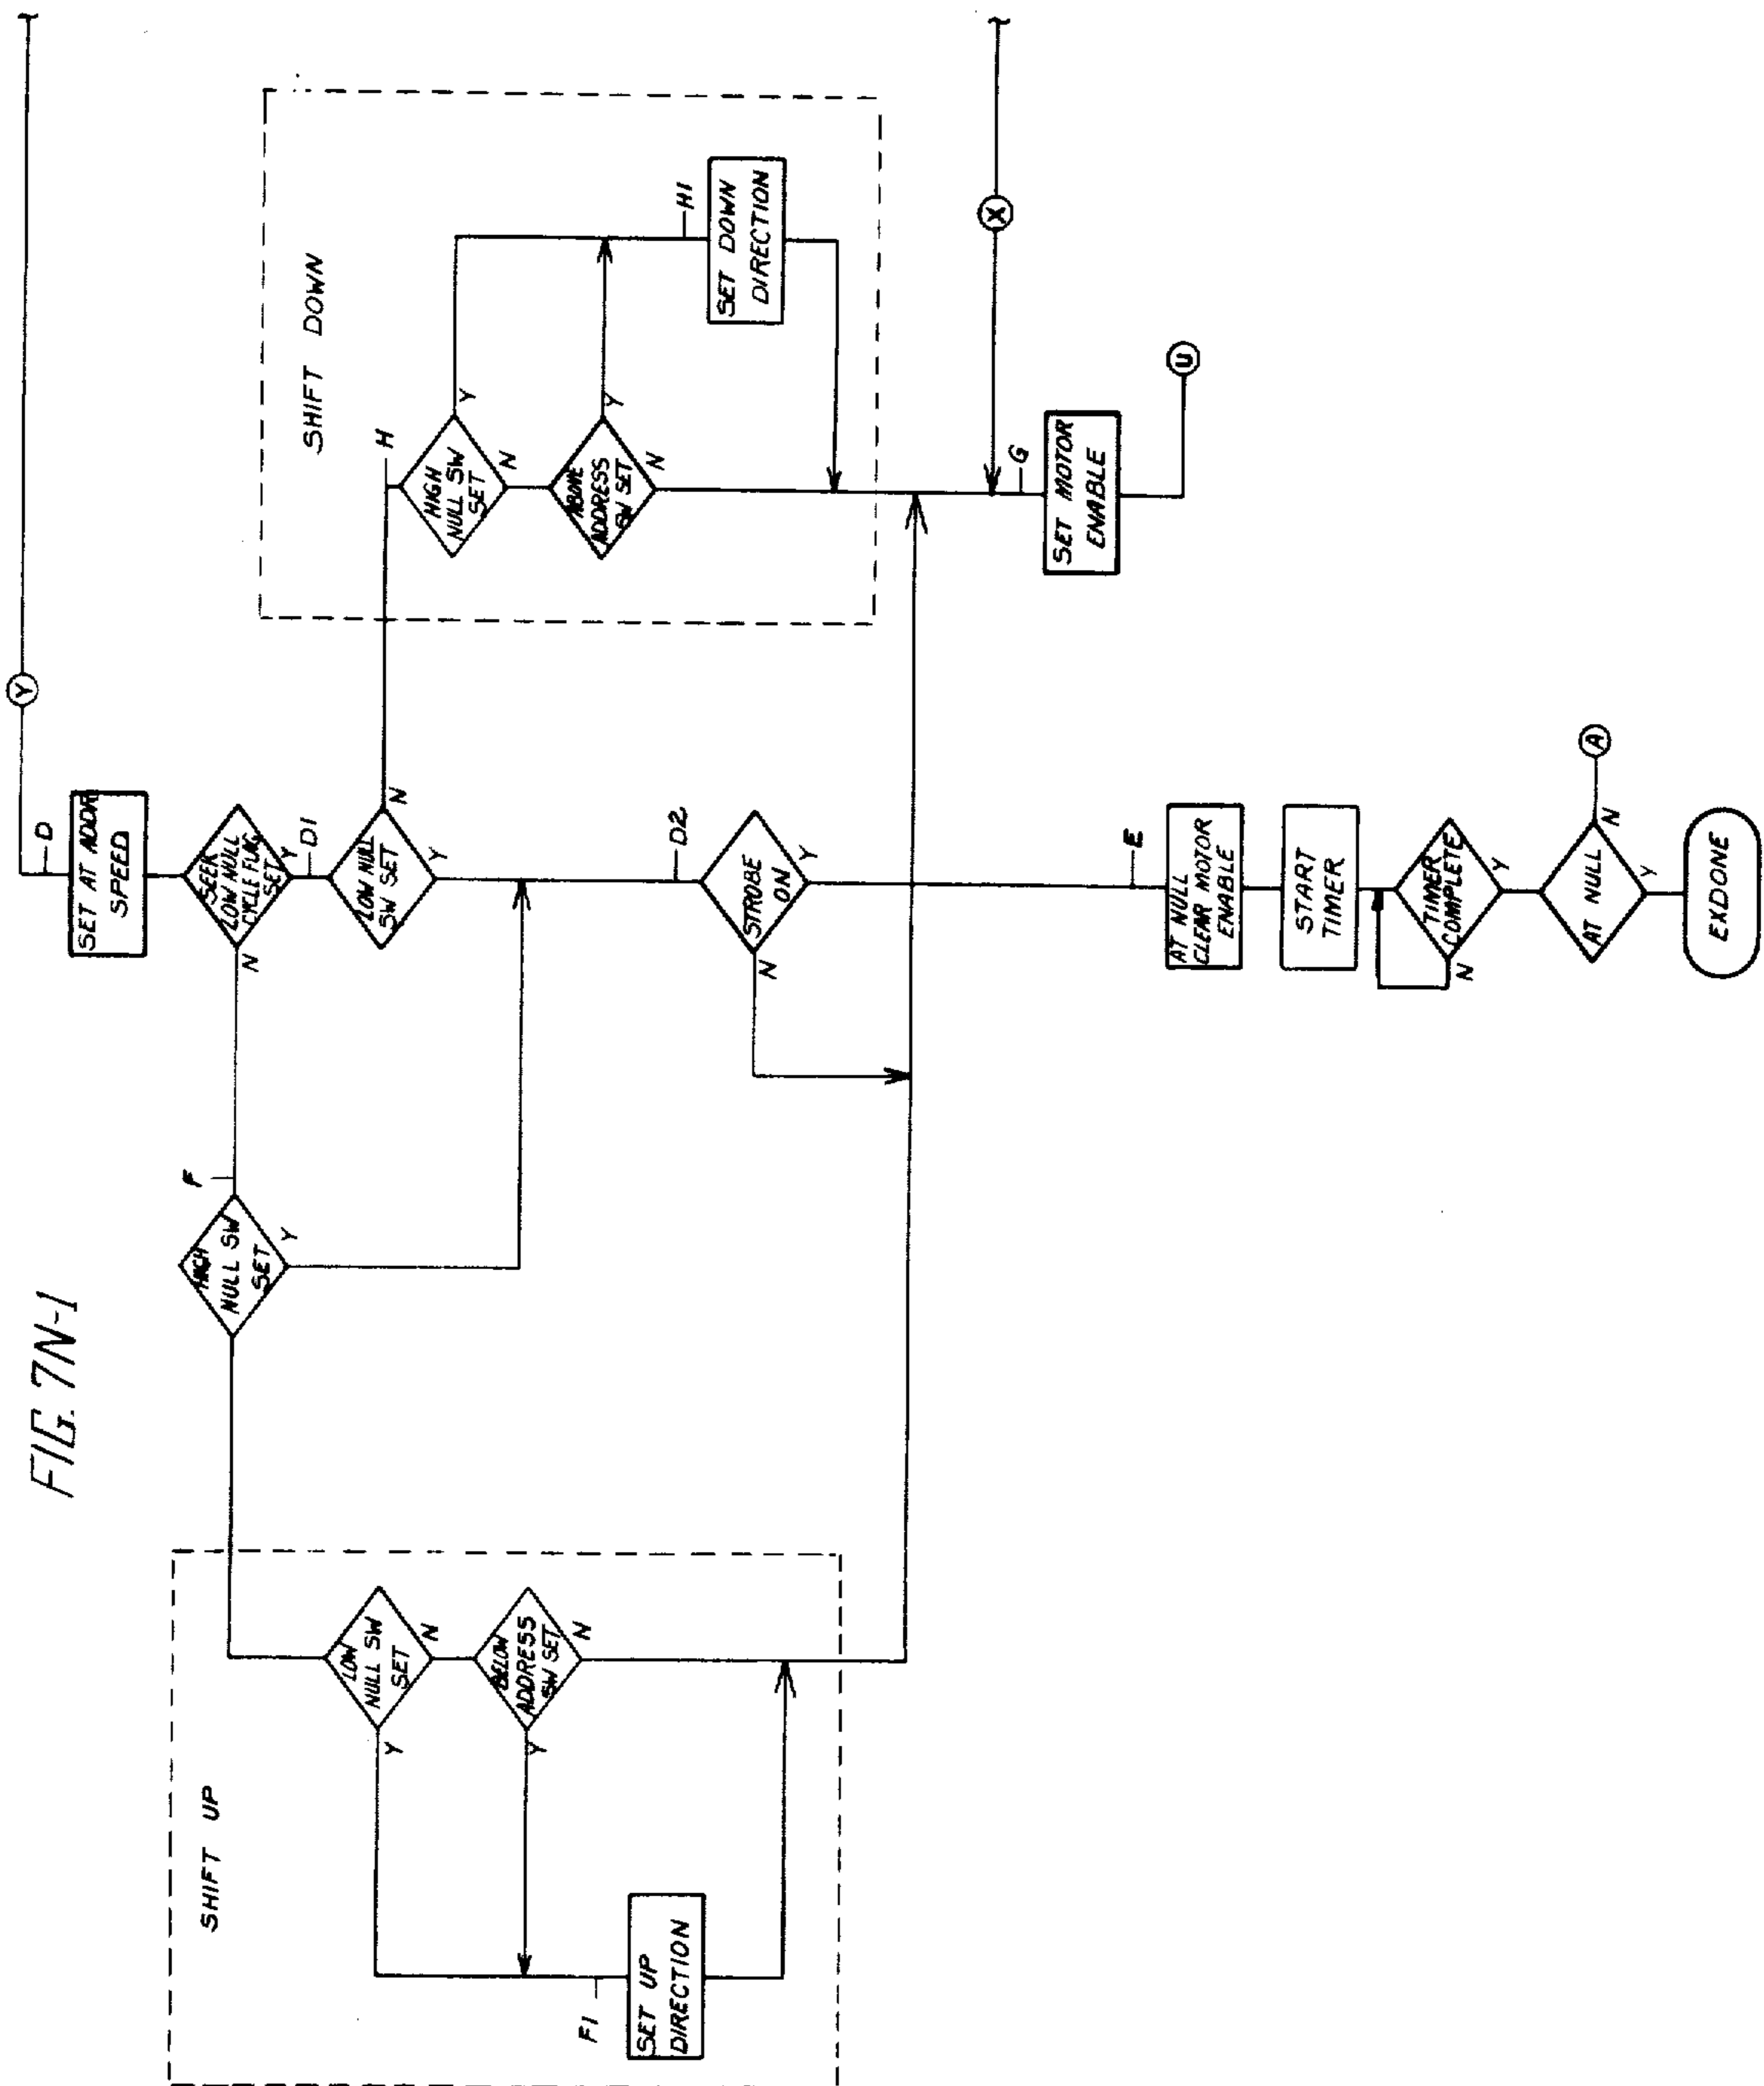 FIG. 7N-1
Y
D
SET AT ADDR
SPEED
SEEK
LOW NULL
CYCLE FUNC
SET
N
Y
D1
F
HIGH
NULL SW
SET
Y
LOW NULL
SW SET
N
Y
SHIFT UP
LOW
NULL SW
SET
Y
N
BELOW
ADDRESS
SW SET
Y
N
F1
SET UP
DIRECTION
SHIFT DOWN
H
HIGH
NULL SW
SET
Y
N
ABOVE
ADDRESS
SW SET
Y
N
H1
SET DOWN
DIRECTION
D2
STROBE
ON
N
Y
X
G
SET MOTOR
ENABLE
U
E
AT NULL
CLEAR MOTOR
ENABLE
START
TIMER
TIMER
COMPLETE
N
Y
AT NULL
N
A
Y
EXDONE